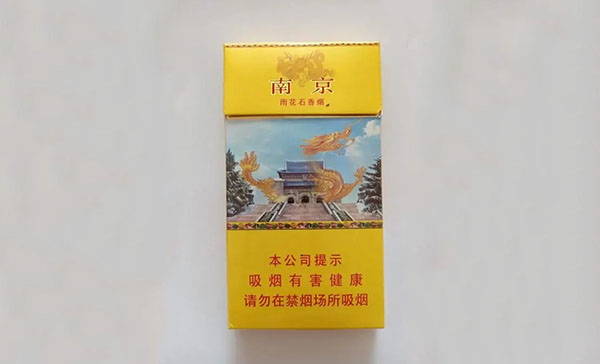 南京
雨花石香烟
本公司提示
吸烟有害健康
请勿在禁烟场所吸烟